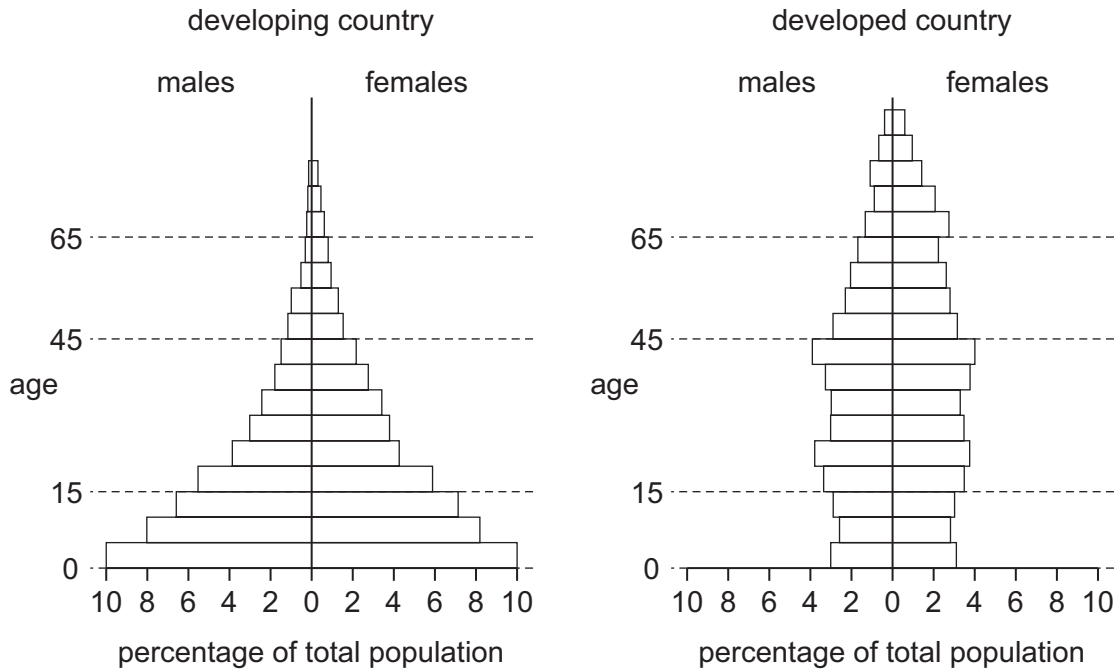 developing country
males females
65
45
age
15
0
10 8 6 4 2 0 2 4 6 8 10
percentage of total population
developed country
males females
65
45
age
15
0
10 8 6 4 2 0 2 4 6 8 10
percentage of total population